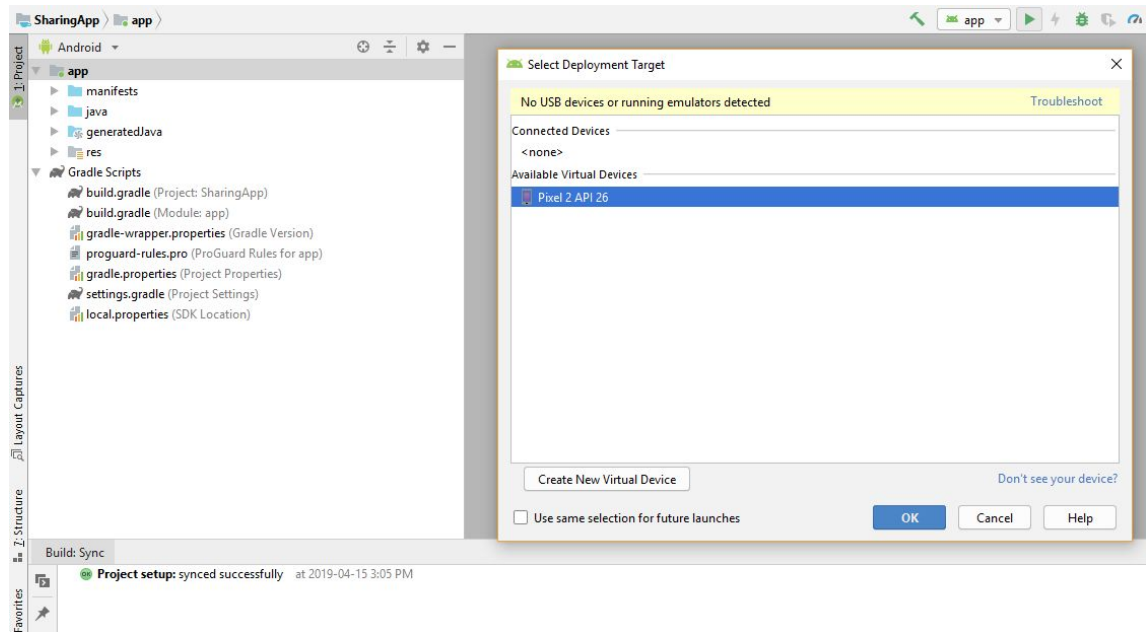 SharingApp app
app
1: Project
Android
app
manifests
java
generatedJava
res
Gradle Scripts
build.gradle (Project: SharingApp)
build.gradle (Module: app)
gradle-wrapper.properties (Gradle Version)
proguard-rules.pro (ProGuard Rules for app)
gradle.properties (Project Properties)
settings.gradle (Project Settings)
local.properties (SDK Location)
Layout Captures
Z: Structure
Favorites
Select Deployment Target
No USB devices or running emulators detected Troubleshoot
Connected Devices
<none>
Available Virtual Devices
Pixel 2 API 26
Create New Virtual Device Don't see your device?
Use same selection for future launches OK Cancel Help
Build: Sync
OK Project setup: synced successfully at 2019-04-15 3:05 PM